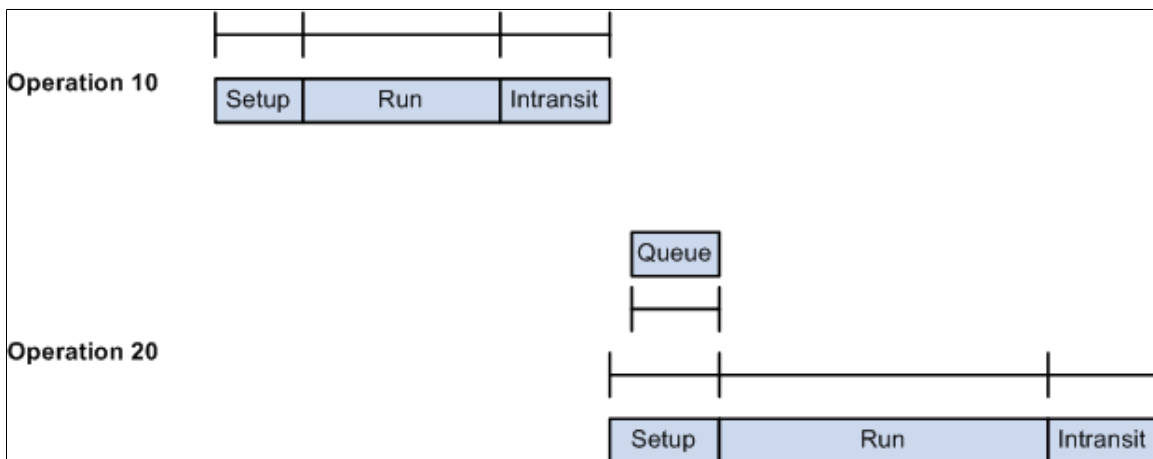 Operation 10
Setup
Run
Intransit
Queue
Operation 20
Setup
Run
Intransit